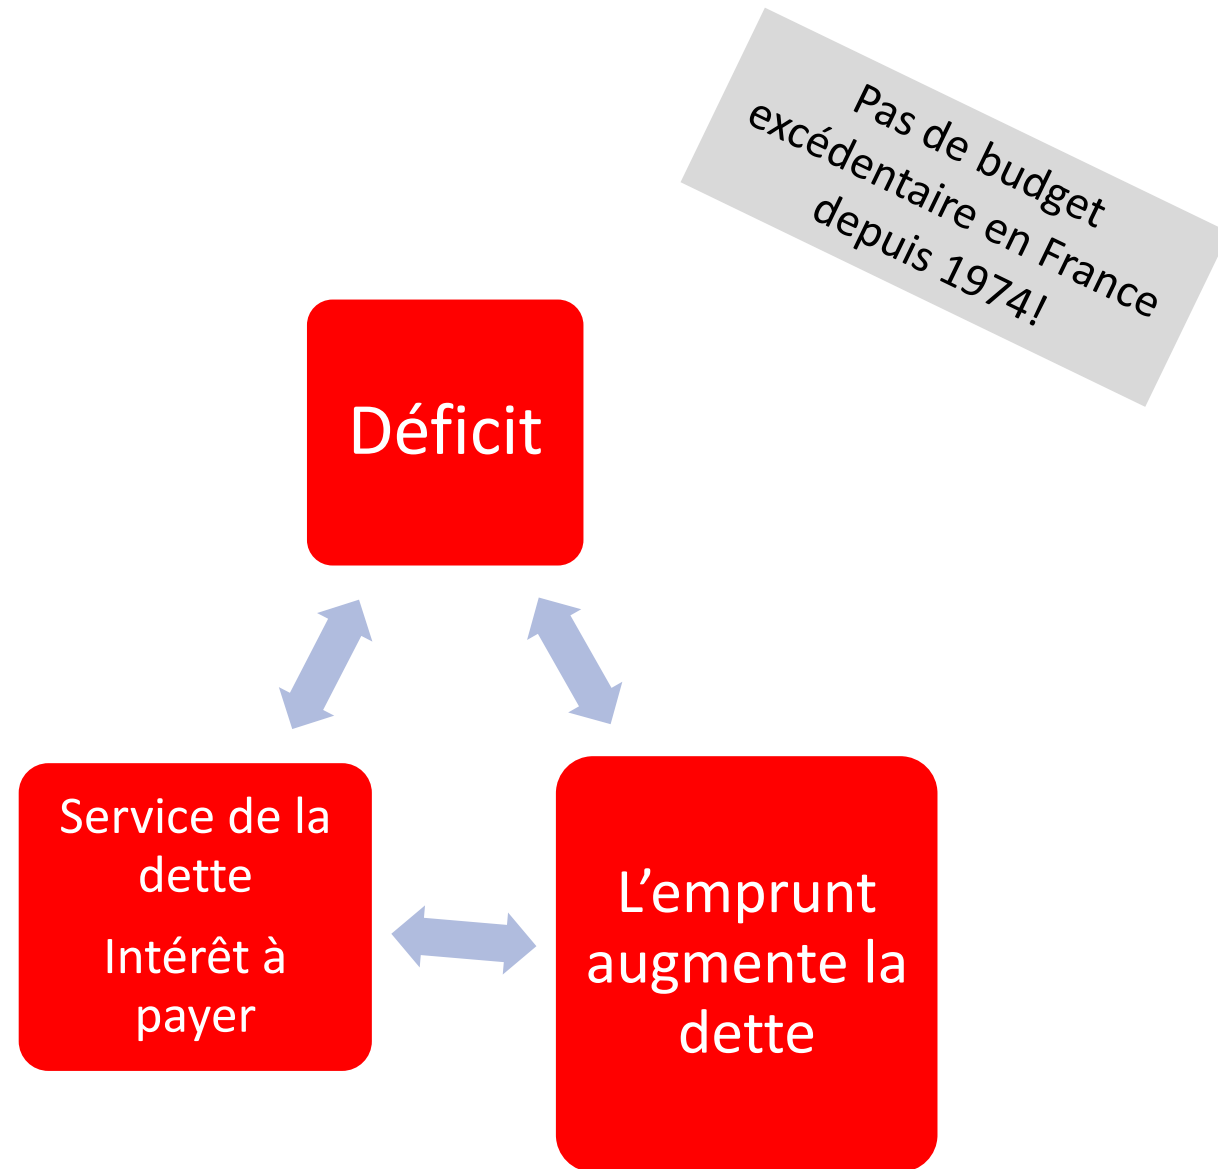 Pas de budget
excédentaire en France
depuis 1974!
Déficit
Service de la
dette
Intérêt à
payer
L’emprunt
augmente la
dette